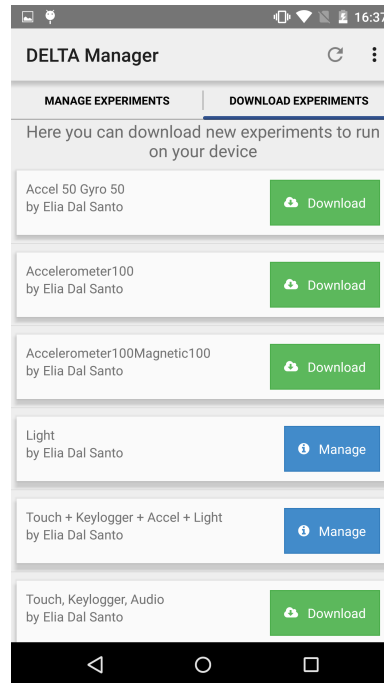 16:37
DELTA Manager
MANAGE EXPERIMENTS
DOWNLOAD EXPERIMENTS
Here you can download new experiments to run
on your device
Accel 50 Gyro 50
by Elia Dal Santo
Download
Accelerometer100
by Elia Dal Santo
Download
Accelerometer100Magnetic100
by Elia Dal Santo
Download
Light
by Elia Dal Santo
Manage
Touch + Keylogger + Accel + Light
by Elia Dal Santo
Manage
Touch, Keylogger, Audio
by Elia Dal Santo
Download